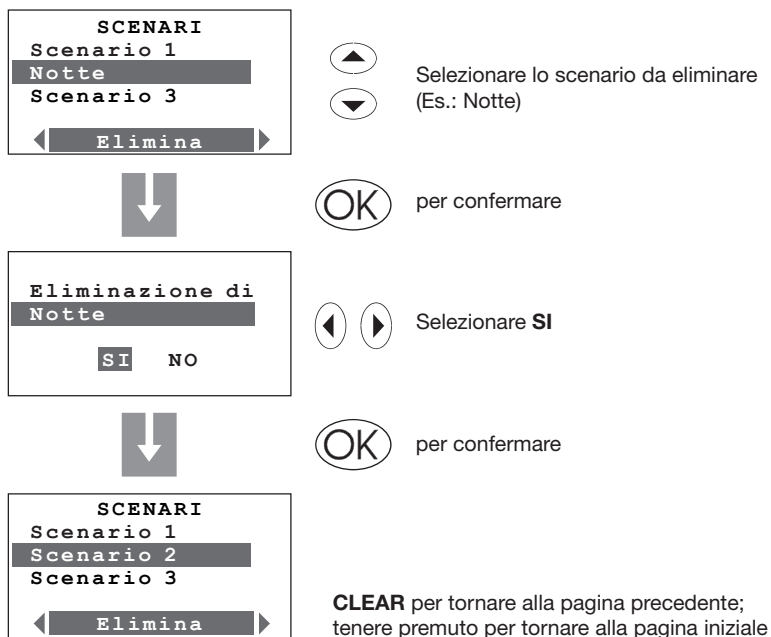 SCENARI
Scenario 1
Notte
Scenario 3
Elimina
Selezionare lo scenario da eliminare
(Es.: Notte)
OK
per confermare
Eliminazione di
Notte
SI NO
Selezionare SI
OK
per confermare
SCENARI
Scenario 1
Scenario 2
Scenario 3
Elimina
CLEAR per tornare alla pagina precedente;
tenere premuto per tornare alla pagina iniziale